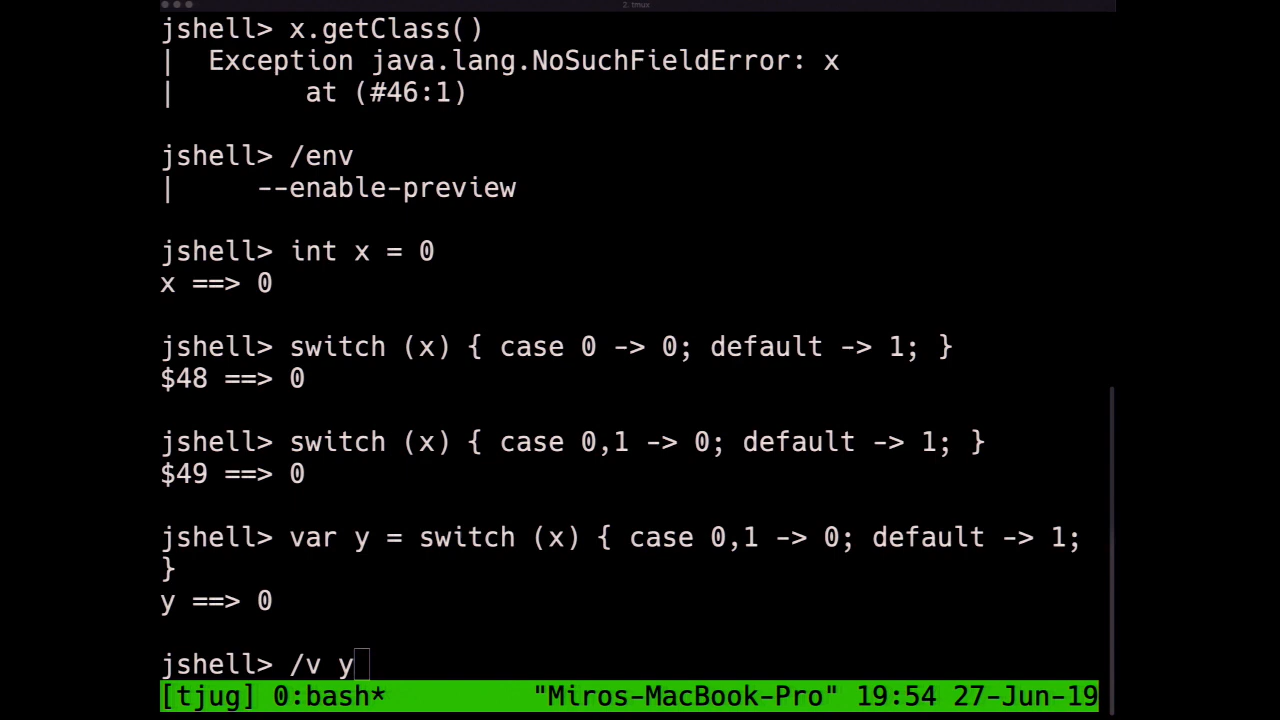 2. tmux
jshell> x.getClass()
|  Exception java.lang.NoSuchFieldError: x
|        at (#46:1)
jshell> /env
|     --enable-preview
jshell> int x = 0
x ==> 0
jshell> switch (x) { case 0 -> 0; default -> 1; }
$48 ==> 0
jshell> switch (x) { case 0,1 -> 0; default -> 1; }
$49 ==> 0
jshell> var y = switch (x) { case 0,1 -> 0; default -> 1;
}
y ==> 0
jshell> /v y
[tjug] 0:bash* "Miros-MacBook-Pro" 19:54 27-Jun-19